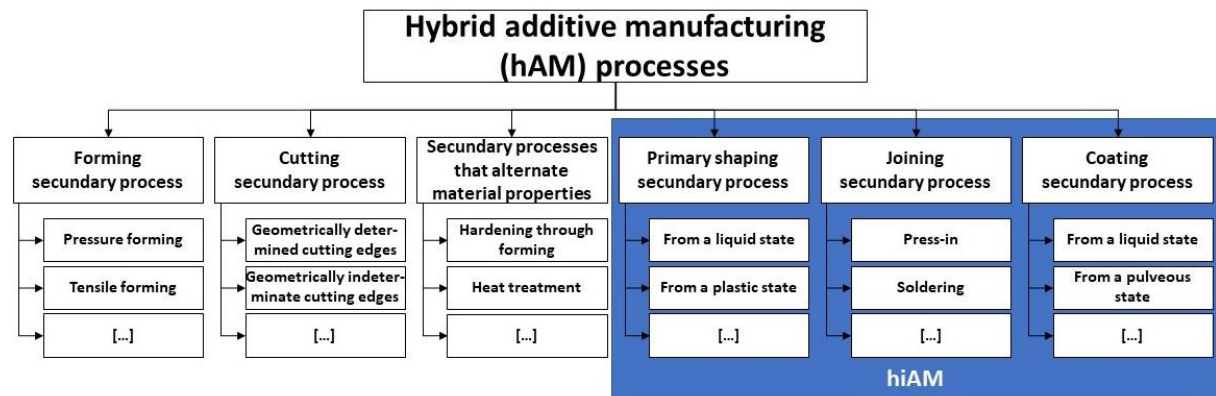 Hybrid additive manufacturing
(hAM) processes
Forming
secundary process
Cutting
secundary process
Secundary processes
that alternate
material properties
Primary shaping
secundary process
Joining
secundary process
Coating
secundary process
Pressure forming
Tensile forming
[...]
Geometrically deter-
mined cutting edges
Geometrically indeter-
minate cutting edges
[...]
Hardening through
forming
Heat treatment
[...]
From a liquid state
From a plastic state
[...]
Press-in
Soldering
[...]
From a liquid state
From a pulveous
state
[...]
hiAM